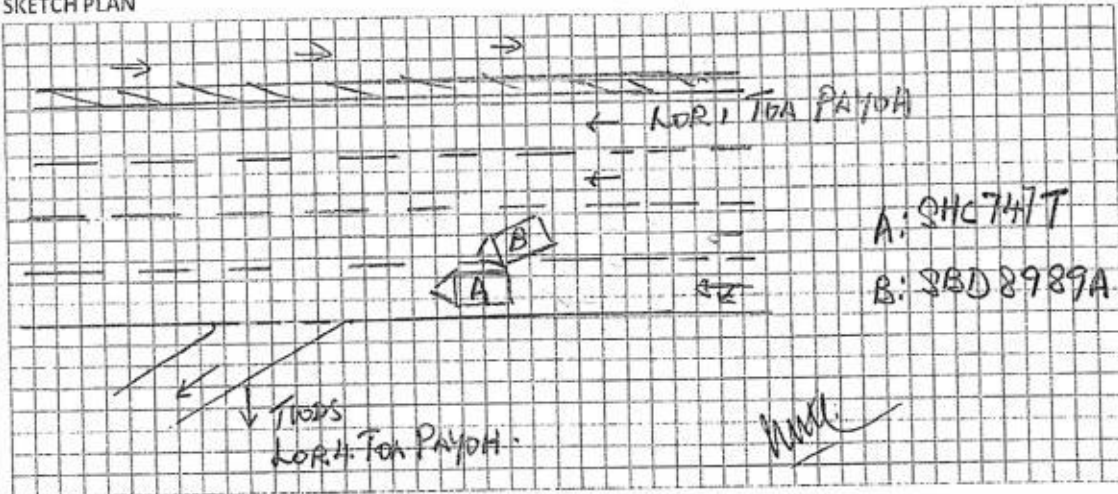 SKETCH PLAN
LOR 1 TOA PAYOH
B
A
A: SHC747T
B: SBD8989A
TWDS
LOR 4. TOA PAYOH.